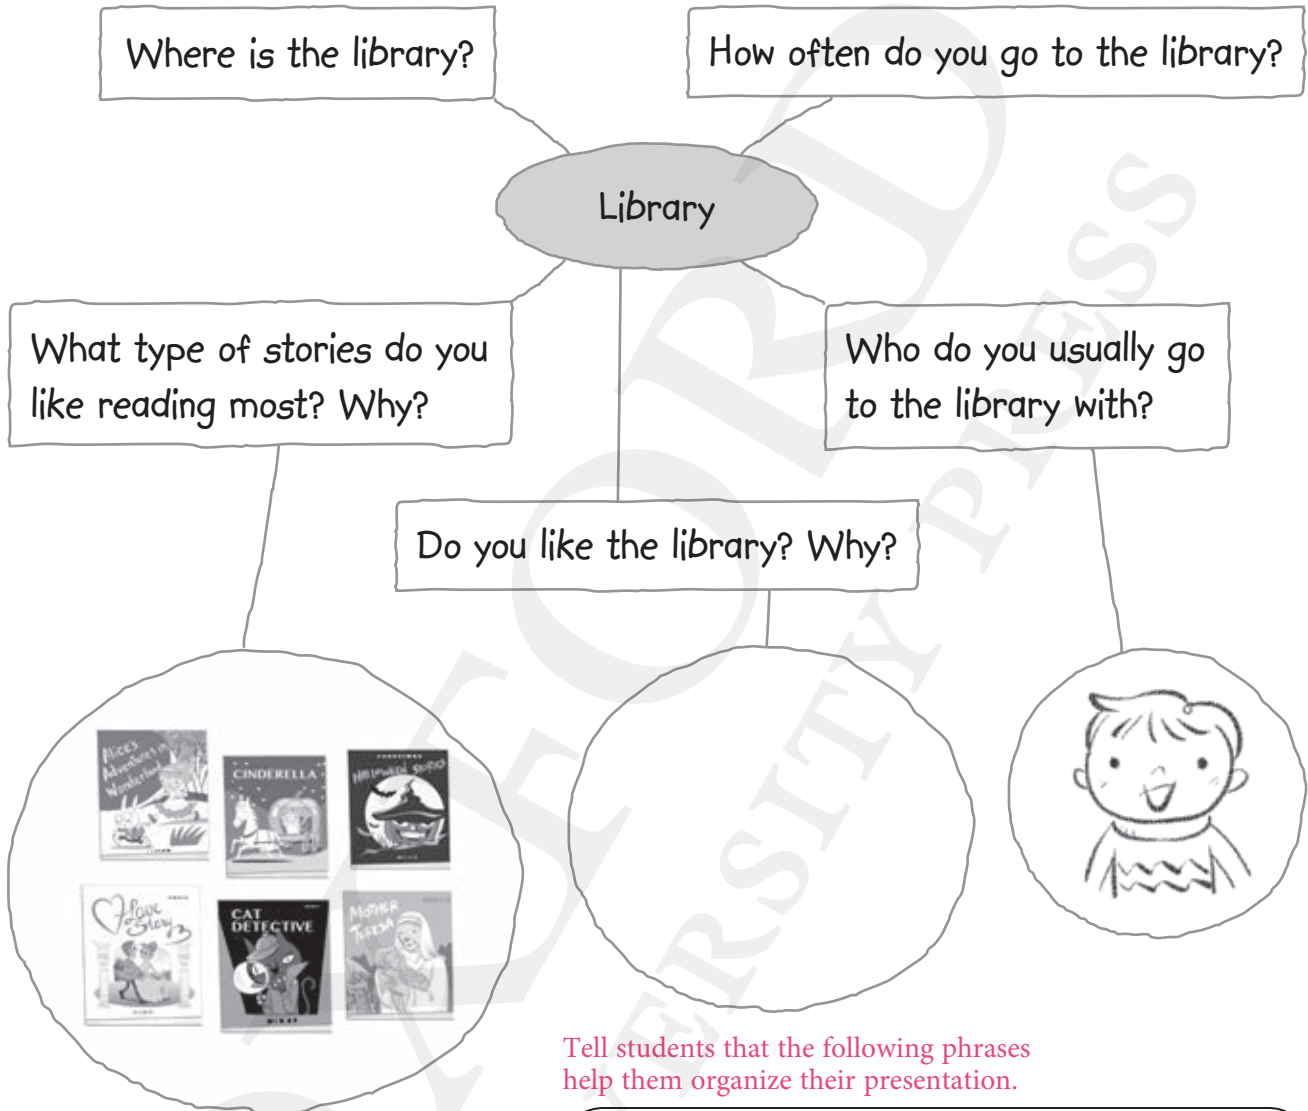 Where is the library?
How often do you go to the library?
Library
What type of stories do you
like reading most? Why?
Who do you usually go
to the library with?
Do you like the library? Why?
Alice's
Adventures in
Wonderland
CINDERELLA
HALLOWEEN STORIES
Love
Story
CAT
DETECTIVE
MOTHER
TERESA
Tell students that the following phrases
help them organize their presentation.
OXFORD
UNIVERSITY PRESS